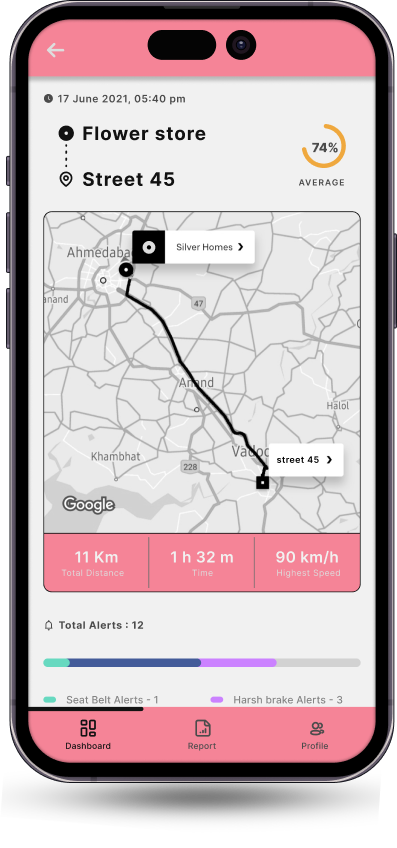 17 June 2021, 05:40 pm
Flower store
74%
Street 45
AVERAGE
Silver Homes
Ahmedaba
anand
47
Anand
Hālol
Vadod
street 45
Khambhat
228
Google
11 Km
1 h 32 m
90 km/h
Total Distance
Time
Highest Speed
Total Alerts : 12
Seat Belt Alerts - 1
Harsh brake Alerts - 3
Dashboard
Report
Profile